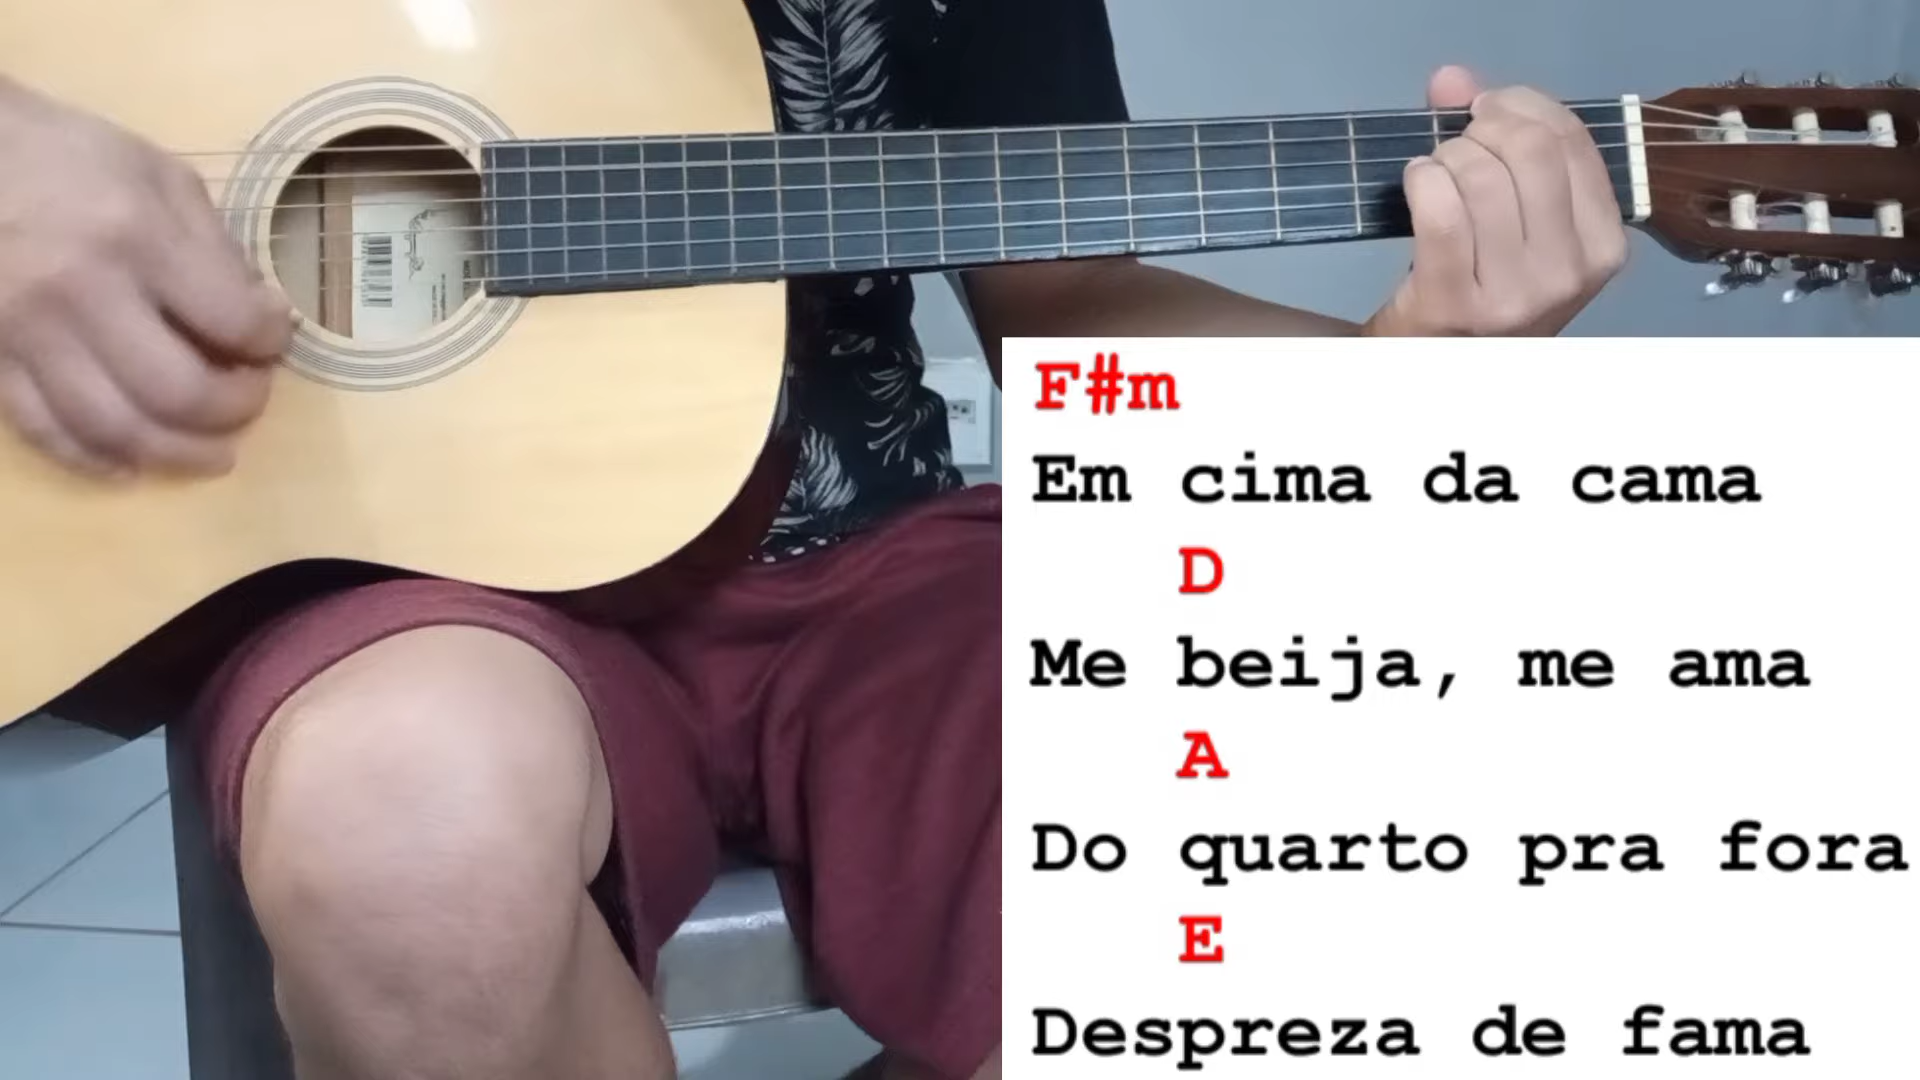 F#m
Em cima da cama
D
Me beija, me ama
A
Do quarto pra fora
E
Despreza de fama